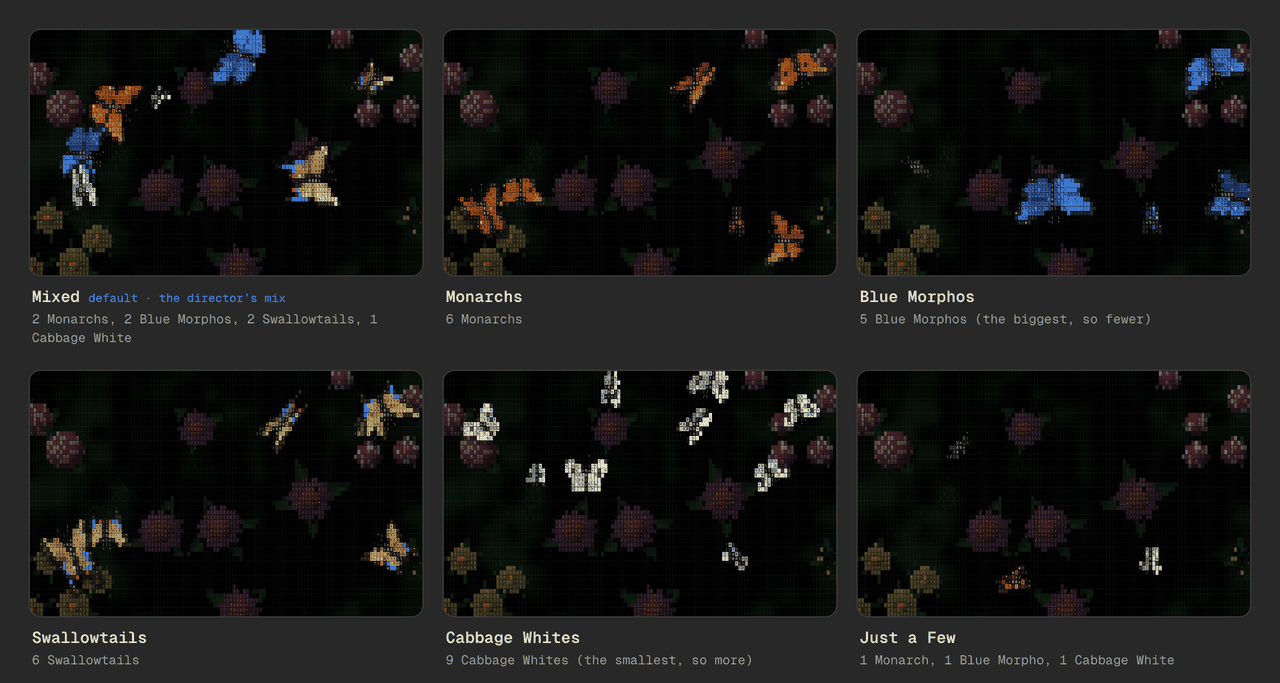 Mixed default · the director's mix
2 Monarchs, 2 Blue Morphos, 2 Swallowtails, 1
Cabbage White
Monarchs
6 Monarchs
Blue Morphos
5 Blue Morphos (the biggest, so fewer)
Swallowtails
6 Swallowtails
Cabbage Whites
9 Cabbage Whites (the smallest, so more)
Just a Few
1 Monarch, 1 Blue Morpho, 1 Cabbage White